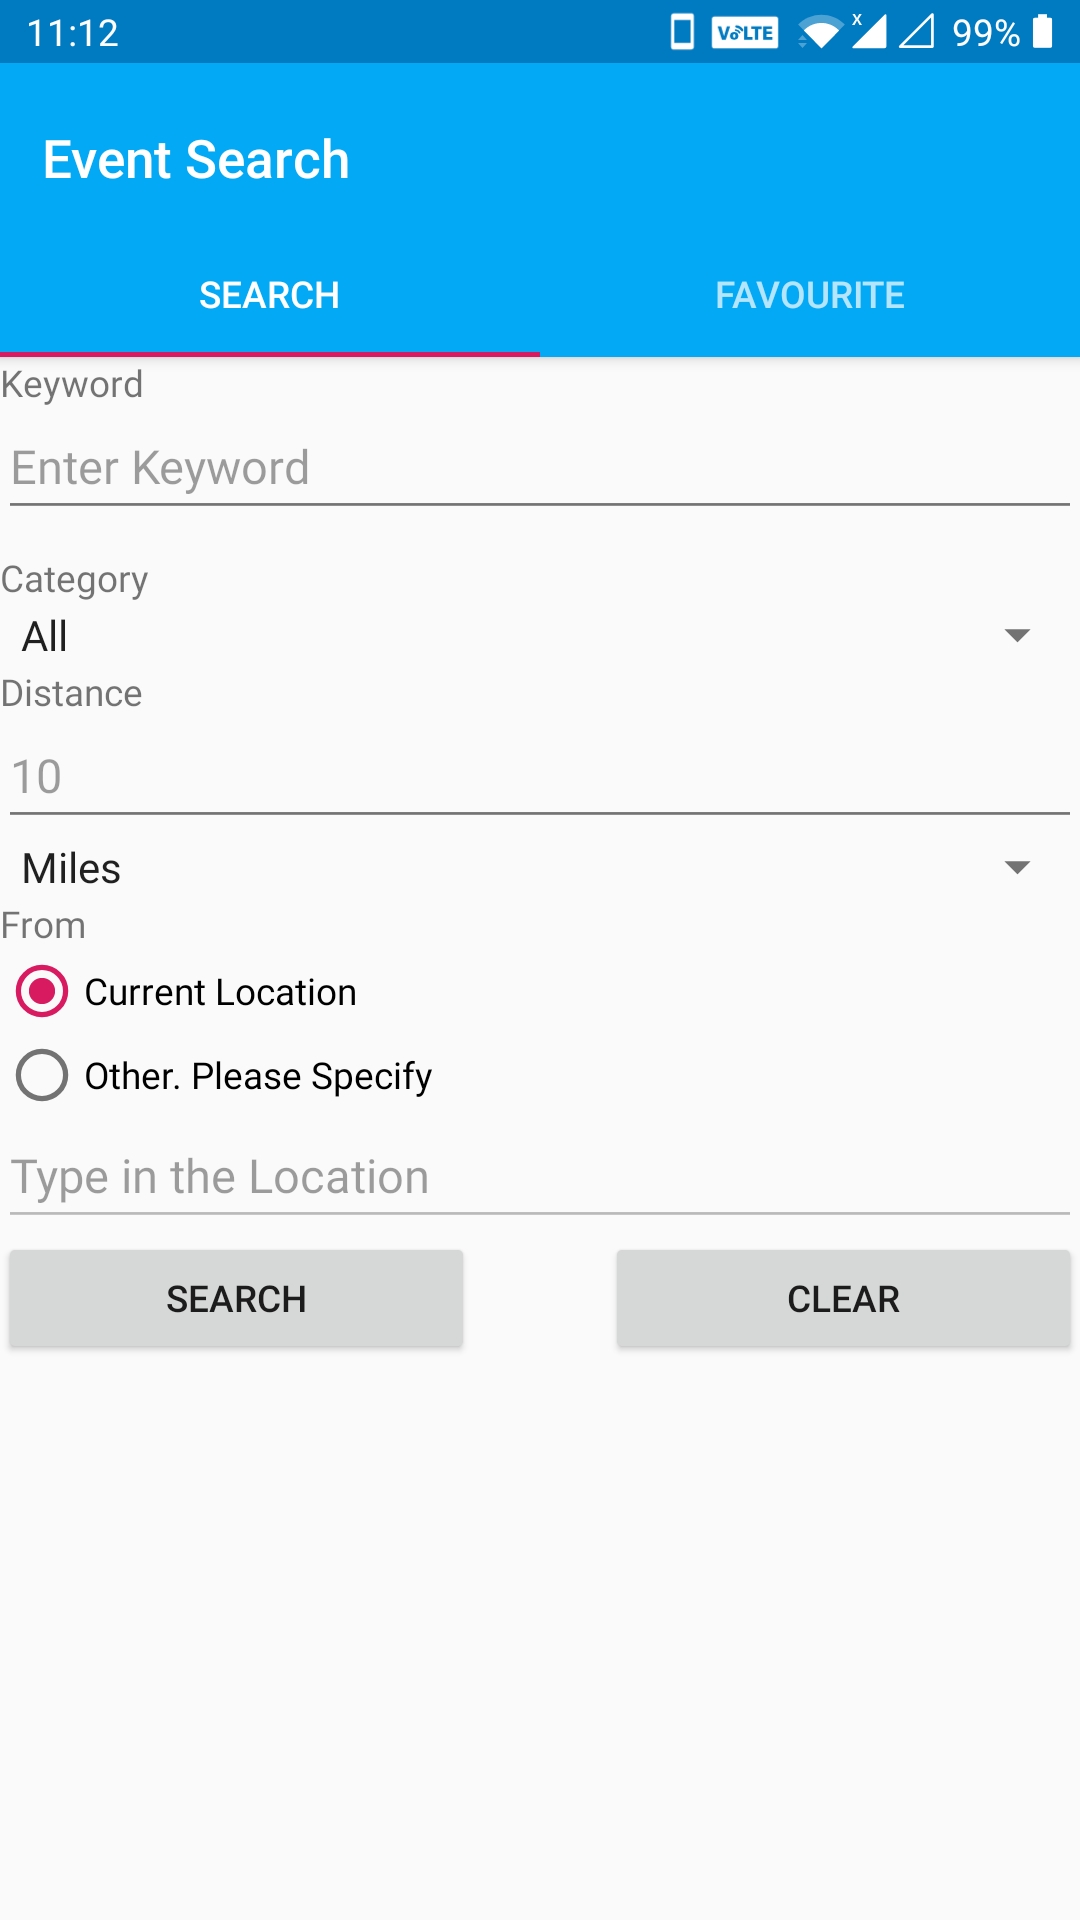 11:12 VoLTE x 99%
Event Search
SEARCH FAVOURITE
Keyword
Enter Keyword
Category
All
Distance
10
Miles
From
Current Location
Other. Please Specify
Type in the Location
SEARCH CLEAR